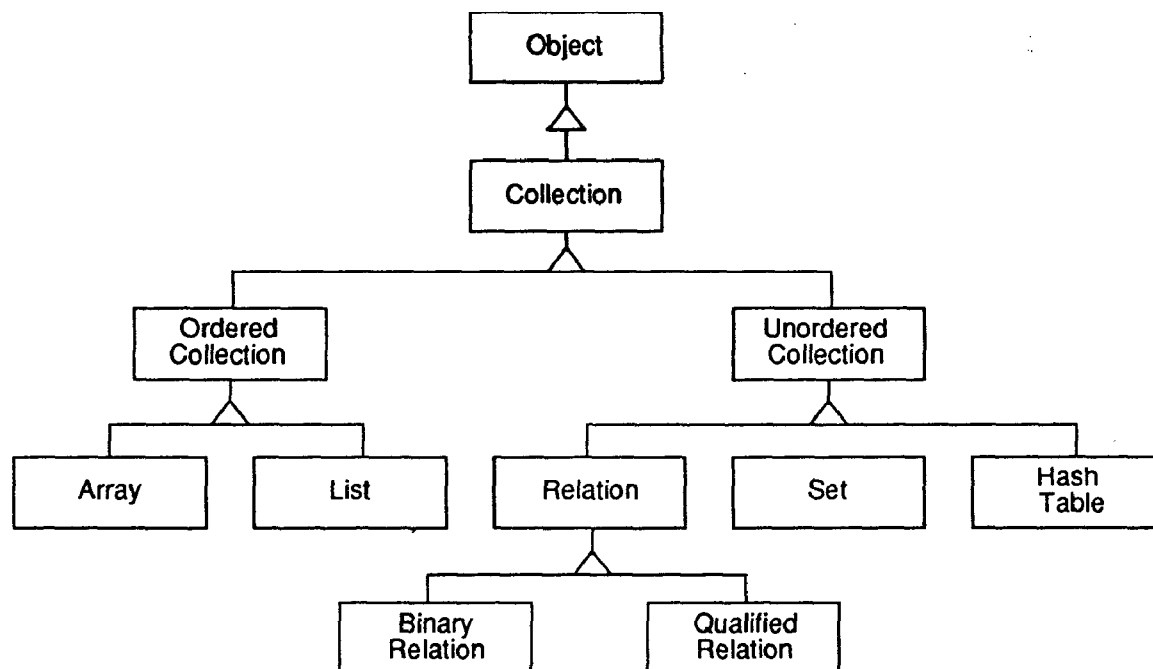 Object
Collection
Ordered
Collection
Unordered
Collection
Array
List
Relation
Set
Hash
Table
Binary
Relation
Qualified
Relation